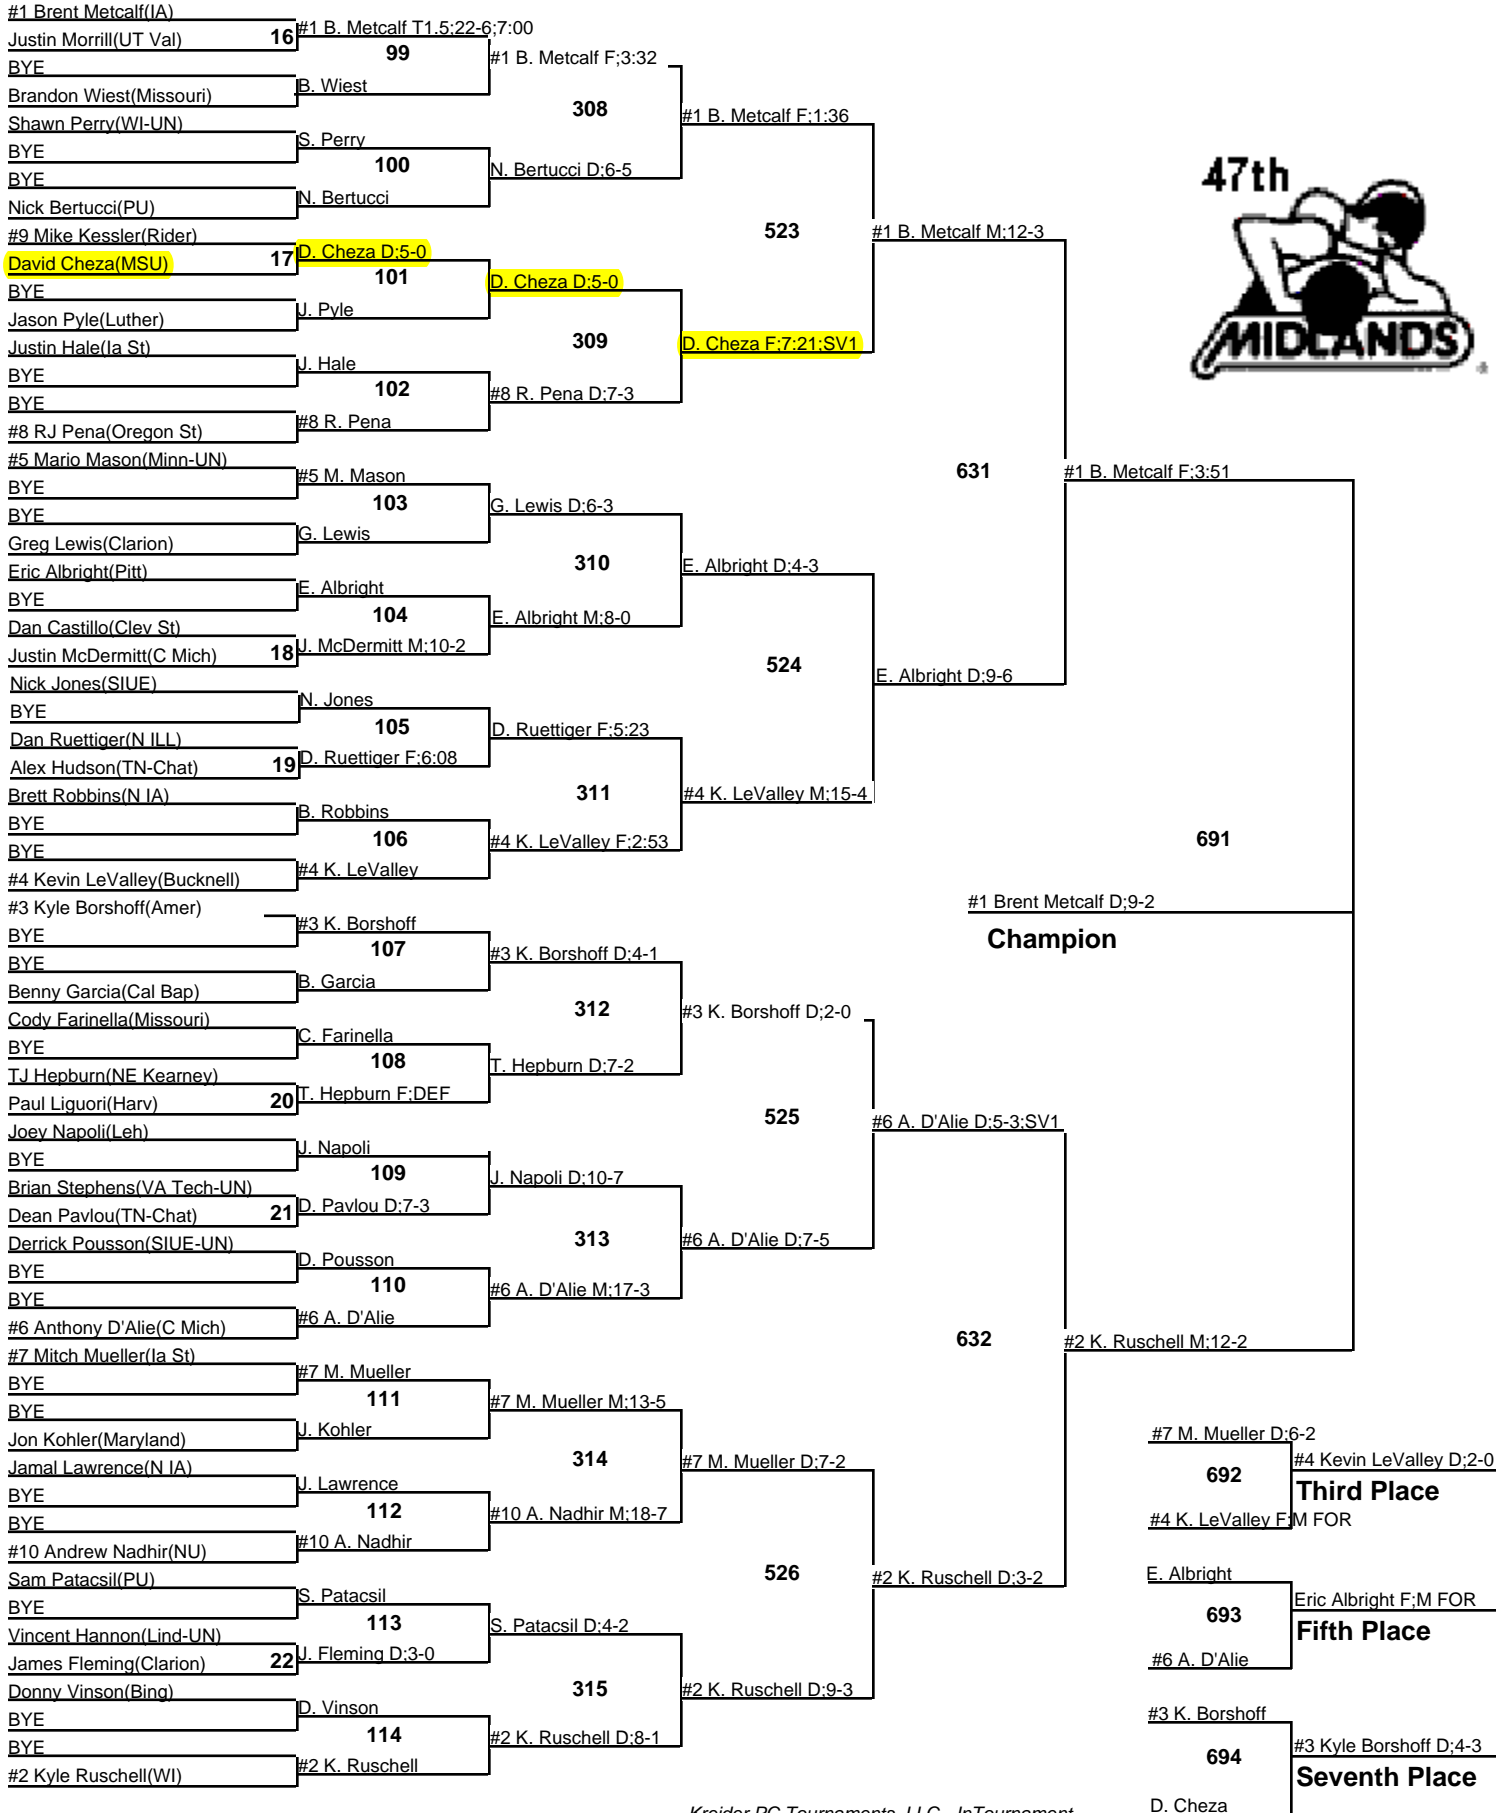 #1 Brent Metcalf(IA)
Justin Morrill(UT Val)
16
BYE
Brandon Wiest(Missouri)
Shawn Perry(WI-UN)
BYE
BYE
Nick Bertucci(PU)
#9 Mike Kessler(Rider)
David Cheza(MSU)
17
BYE
Jason Pyle(Luther)
Justin Hale(Ia St)
BYE
BYE
#8 RJ Pena(Oregon St)
#5 Mario Mason(Minn-UN)
BYE
BYE
Greg Lewis(Clarion)
Eric Albright(Pitt)
BYE
Dan Castillo(Clev St)
Justin McDermitt(C Mich)
18
Nick Jones(SIUE)
BYE
Dan Ruettiger(N ILL)
Alex Hudson(TN-Chat)
19
Brett Robbins(N IA)
BYE
BYE
#4 Kevin LeValley(Bucknell)
#3 Kyle Borshoff(Amer)
BYE
BYE
Benny Garcia(Cal Bap)
Cody Farinella(Missouri)
BYE
TJ Hepburn(NE Kearney)
Paul Liguori(Harv)
20
Joey Napoli(Leh)
BYE
Brian Stephens(VA Tech-UN)
Dean Pavlou(TN-Chat)
21
Derrick Pousson(SIUE-UN)
BYE
BYE
#6 Anthony D'Alie(C Mich)
#7 Mitch Mueller(Ia St)
BYE
BYE
Jon Kohler(Maryland)
Jamal Lawrence(N IA)
BYE
BYE
#10 Andrew Nadhir(NU)
Sam Patacsil(PU)
BYE
Vincent Hannon(Lind-UN)
James Fleming(Clarion)
22
Donny Vinson(Bing)
BYE
BYE
#2 Kyle Ruschell(WI)
#1 B. Metcalf T1.5;22-6;7:00
99
B. Wiest
S. Perry
100
N. Bertucci
D. Cheza D;5-0
101
J. Pyle
J. Hale
102
#8 R. Pena
#5 M. Mason
103
G. Lewis
E. Albright
104
J. McDermitt M;10-2
N. Jones
105
D. Ruettiger F;6:08
B. Robbins
106
#4 K. LeValley
#3 K. Borshoff
107
B. Garcia
C. Farinella
108
T. Hepburn F;DEF
J. Napoli
109
D. Pavlou D;7-3
D. Pousson
110
#6 A. D'Alie
#7 M. Mueller
111
J. Kohler
J. Lawrence
112
#10 A. Nadhir
S. Patacsil
113
J. Fleming D;3-0
D. Vinson
114
#2 K. Ruschell
#1 B. Metcalf F;3:32
308
N. Bertucci D;6-5
D. Cheza D;5-0
309
#8 R. Pena D;7-3
G. Lewis D;6-3
310
E. Albright M;8-0
D. Ruettiger F;5:23
311
#4 K. LeValley F;2:53
#3 K. Borshoff D;4-1
312
T. Hepburn D;7-2
J. Napoli D;10-7
313
#6 A. D'Alie M;17-3
#7 M. Mueller M;13-5
314
#10 A. Nadhir M;18-7
S. Patacsil D;4-2
315
#2 K. Ruschell D;8-1
#1 B. Metcalf F;1:36
523
D. Cheza F;7:21;SV1
E. Albright D;4-3
524
#4 K. LeValley M;15-4
#3 K. Borshoff D;2-0
525
#6 A. D'Alie D;7-5
#7 M. Mueller D;7-2
526
#2 K. Ruschell D;9-3
#1 B. Metcalf M;12-3
631
E. Albright D;9-6
#6 A. D'Alie D;5-3;SV1
632
#2 K. Ruschell D;3-2
#1 B. Metcalf F;3:51
691
#2 K. Ruschell M;12-2
#1 Brent Metcalf D;9-2
Champion
47th
MIDLANDS
#7 M. Mueller D;6-2
692
#4 K. LeValley F;M FOR
#4 Kevin LeValley D;2-0
Third Place
E. Albright
693
#6 A. D'Alie
Eric Albright F;M FOR
Fifth Place
#3 K. Borshoff
694
D. Cheza
#3 Kyle Borshoff D;4-3
Seventh Place
Kreider PC Tournaments, LLC - InTournament